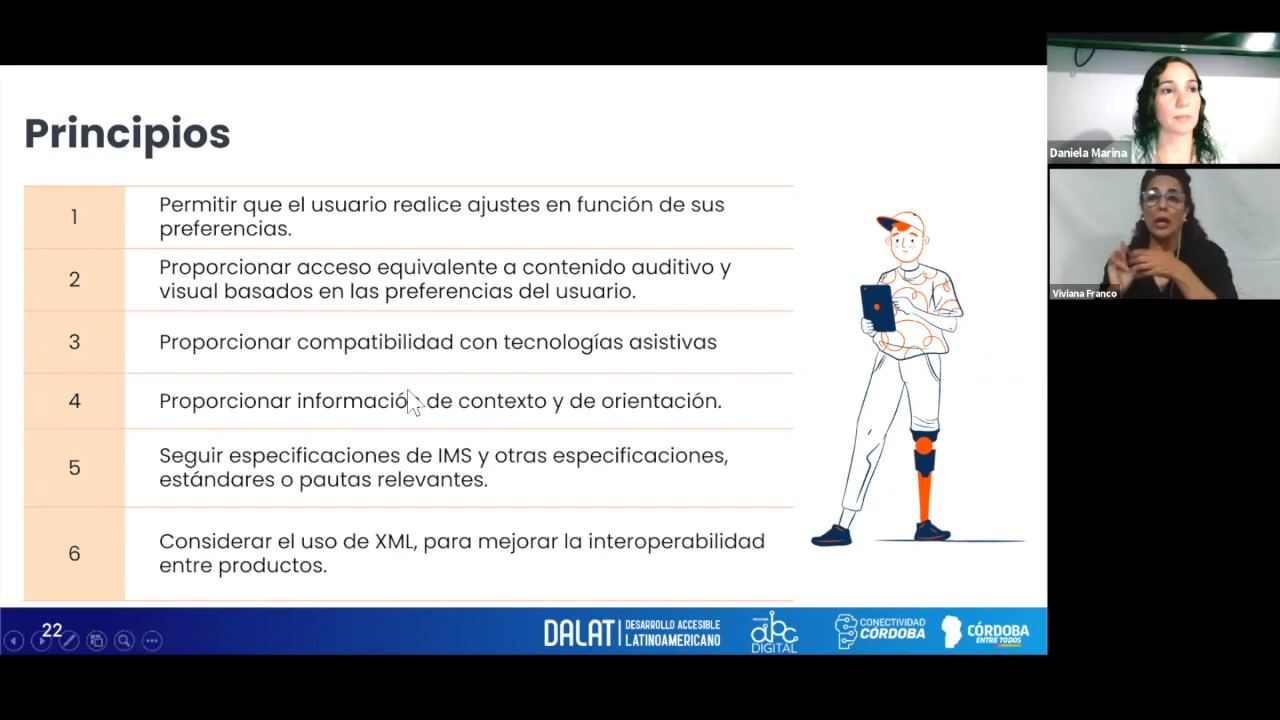 Principios
1
Permitir que el usuario realice ajustes en función de sus
preferencias.
2
Proporcionar acceso equivalente a contenido auditivo y
visual basados en las preferencias del usuario.
3
Proporcionar compatibilidad con tecnologías asistivas
4
Proporcionar información de contexto y de orientación.
5
Seguir especificaciones de IMS y otras especificaciones,
estándares o pautas relevantes.
6
Considerar el uso de XML, para mejorar la interoperabilidad
entre productos.
22
DALAT
DESARROLLO ACCESIBLE
LATINOAMERICANO
abc
DIGITAL
CONECTIVIDAD
CÓRDOBA
CÓRDOBA
ENTRE TODOS
Daniela Marina
Viviana Franco